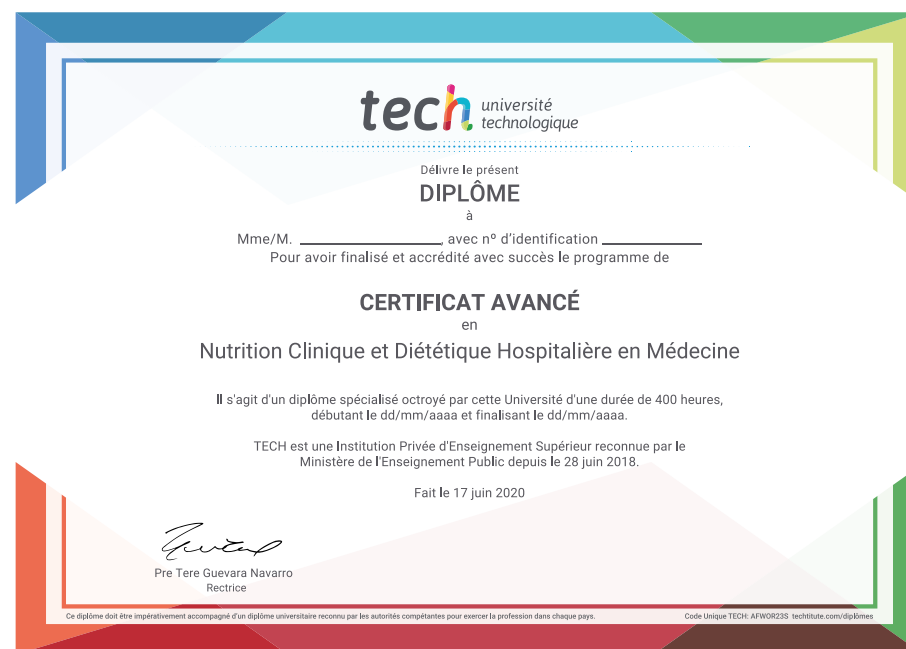 tech université
technologique
Délivre le présent
DIPLÔME
à
Mme/M. ____________________, avec nº d'identification ______________
Pour avoir finalisé et accrédité avec succès le programme de
CERTIFICAT AVANCÉ
en
Nutrition Clinique et Diététique Hospitalière en Médecine
Il s'agit d'un diplôme spécialisé octroyé par cette Université d'une durée de 400 heures,
débutant le dd/mm/aaaa et finalisant le dd/mm/aaaa.
TECH est une Institution Privée d'Enseignement Supérieur reconnue par le
Ministère de l'Enseignement Public depuis le 28 juin 2018.
Fait le 17 juin 2020
Pre Tere Guevara Navarro
Rectrice
Ce diplôme doit être impérativement accompagné d'un diplôme universitaire reconnu par les autorités compétentes pour exercer la profession dans chaque pays.
Code Unique TECH: AFWOR23S techtitute.com/diplômes